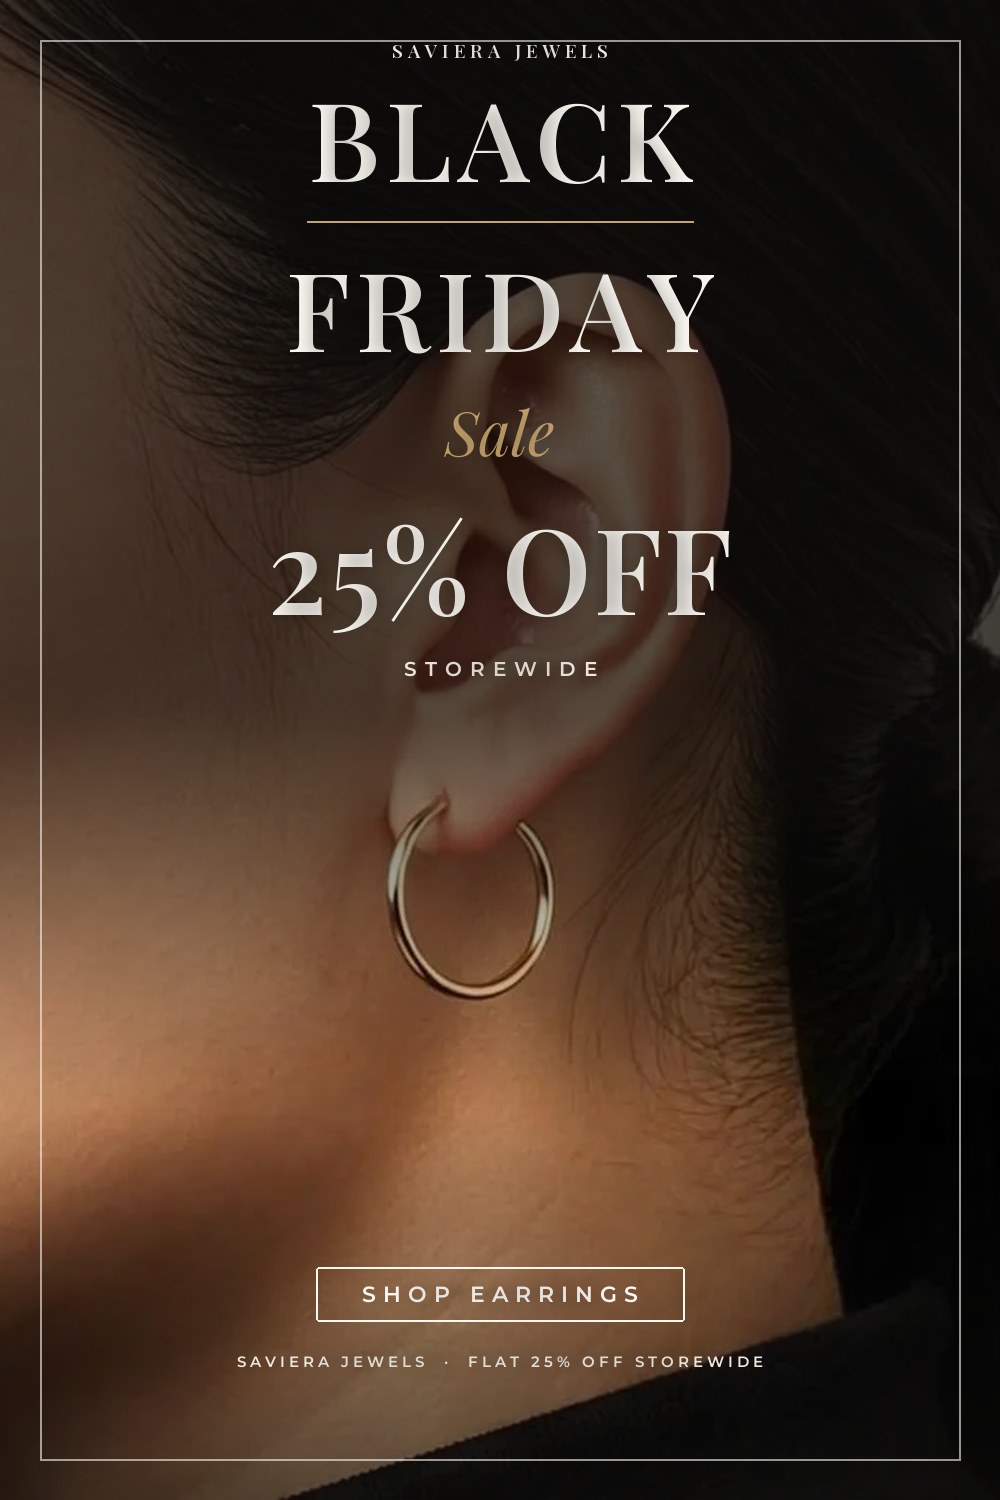 SAVIERA JEWELS
BLACK
FRIDAY
Sale
25% OFF
STOREWIDE
SHOP EARRINGS
SAVIERA JEWELS · FLAT 25% OFF STOREWIDE